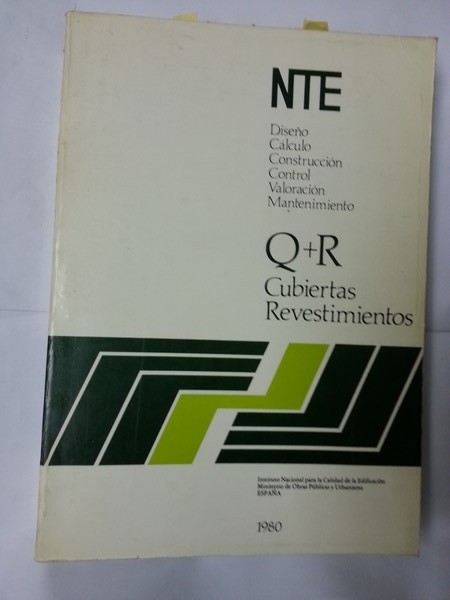 NTE
Diseño
Cálculo
Construcción
Control
Valoración
Mantenimiento
Q+R
Cubiertas
Revestimientos
Instituto Nacional para la Calidad de la Edificación
Ministerio de Obras Públicas y Urbanismo
ESPAÑA
1980